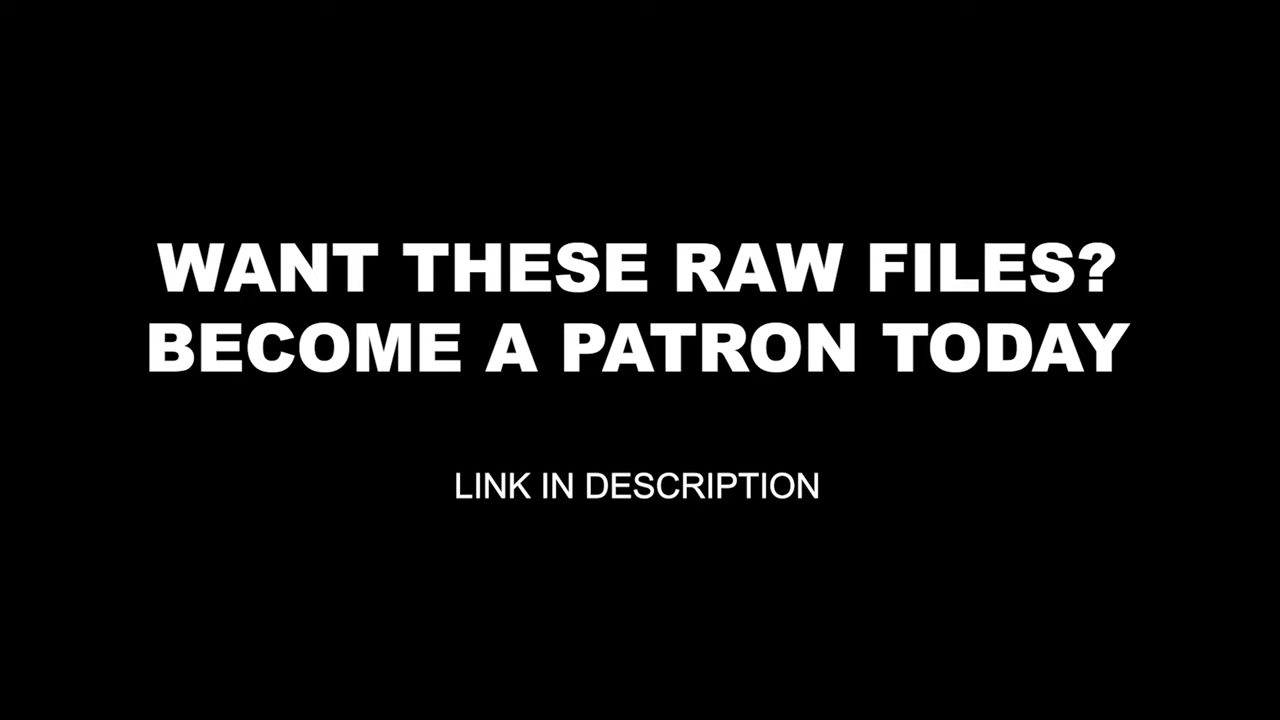 WANT THESE RAW FILES?
BECOME A PATRON TODAY
LINK IN DESCRIPTION